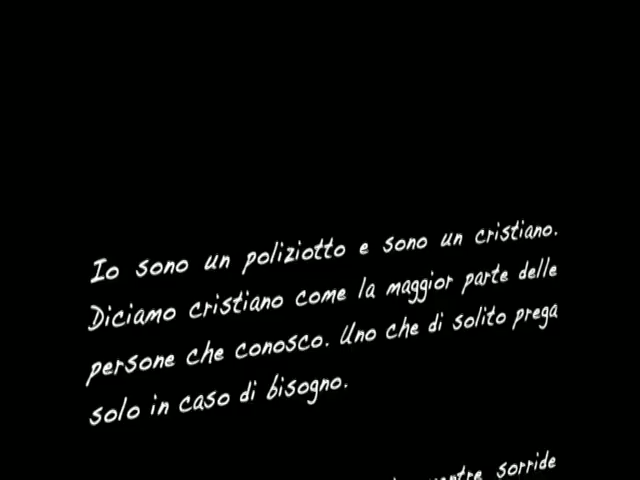 Io sono un poliziotto e sono un cristiano.
Diciamo cristiano come la maggior parte delle
persone che conosco. Uno che di solito prega
solo in caso di bisogno.
sorride